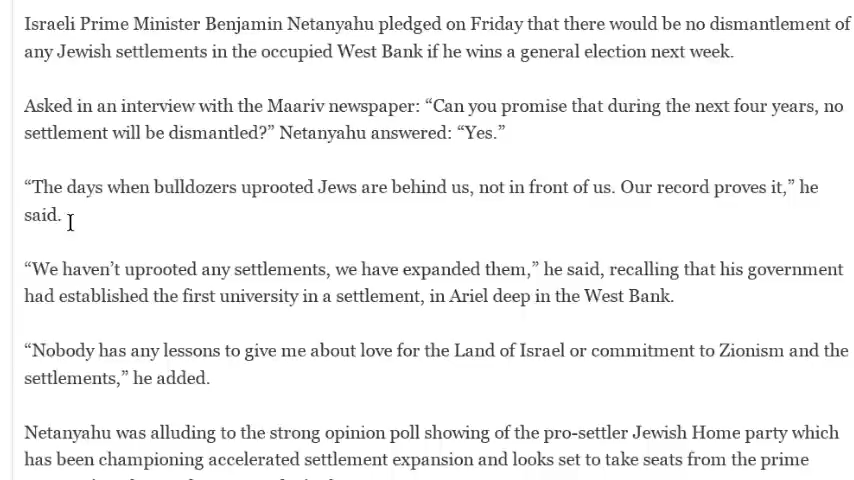 Israeli Prime Minister Benjamin Netanyahu pledged on Friday that there would be no dismantlement of
any Jewish settlements in the occupied West Bank if he wins a general election next week.
Asked in an interview with the Maariv newspaper: “Can you promise that during the next four years, no
settlement will be dismantled?” Netanyahu answered: “Yes.”
“The days when bulldozers uprooted Jews are behind us, not in front of us. Our record proves it,” he
said.
“We haven’t uprooted any settlements, we have expanded them,” he said, recalling that his government
had established the first university in a settlement, in Ariel deep in the West Bank.
“Nobody has any lessons to give me about love for the Land of Israel or commitment to Zionism and the
settlements,” he added.
Netanyahu was alluding to the strong opinion poll showing of the pro-settler Jewish Home party which
has been championing accelerated settlement expansion and looks set to take seats from the prime